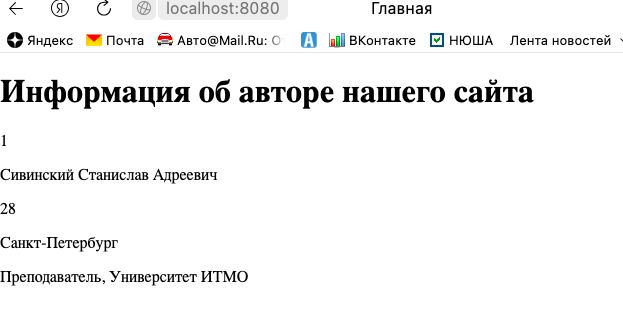 localhost:8080 Главная
Яндекс Почта Авто@Mail.Ru: О ВКонтакте НЮША Лента новостей
Информация об авторе нашего сайта
1
Сивинский Станислав Адреевич
28
Санкт-Петербург
Преподаватель, Университет ИТМО